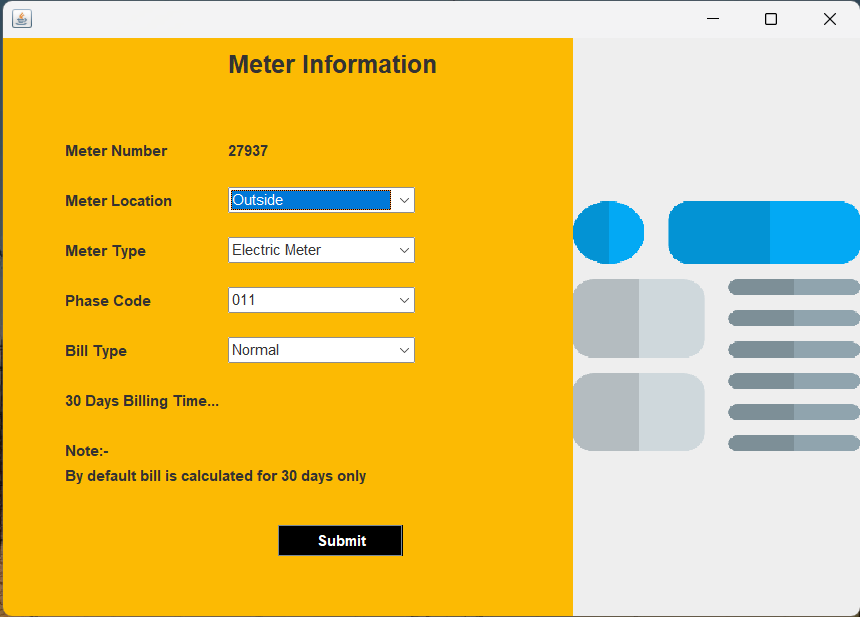 Meter Information
Meter Number 27937
Meter Location Outside
Meter Type Electric Meter
Phase Code 011
Bill Type Normal
30 Days Billing Time...
Note:-
By default bill is calculated for 30 days only
Submit